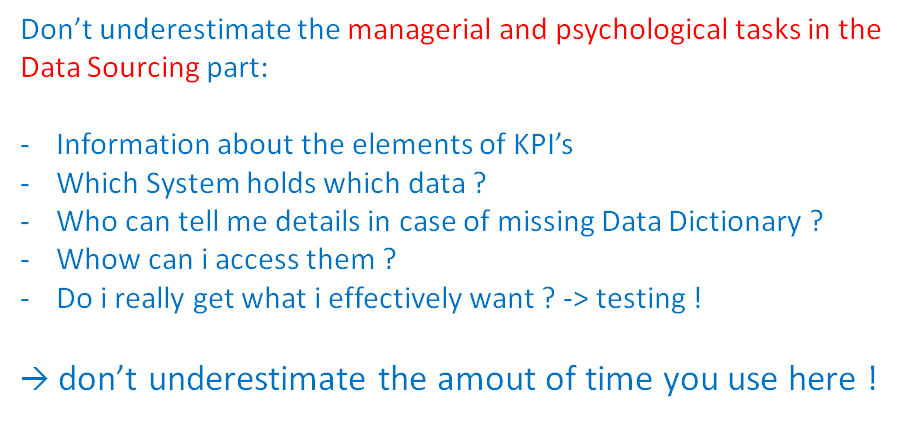 Don’t underestimate the managerial and psychological tasks in the
Data Sourcing part:
- Information about the elements of KPI’s
- Which System holds which data ?
- Who can tell me details in case of missing Data Dictionary ?
- Whow can i access them ?
- Do i really get what i effectively want ? -> testing !
→ don’t underestimate the amout of time you use here !